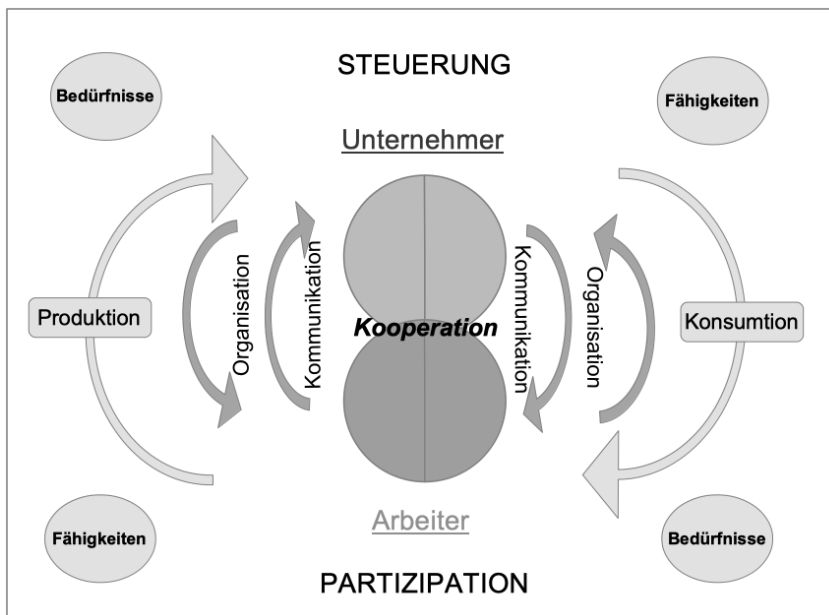 STEUERUNG
Bedürfnisse
Fähigkeiten
Unternehmer
Organisation
Kommunikation
Kommunikation
Organisation
Produktion
Kooperation
Konsumtion
Arbeiter
Fähigkeiten
Bedürfnisse
PARTIZIPATION